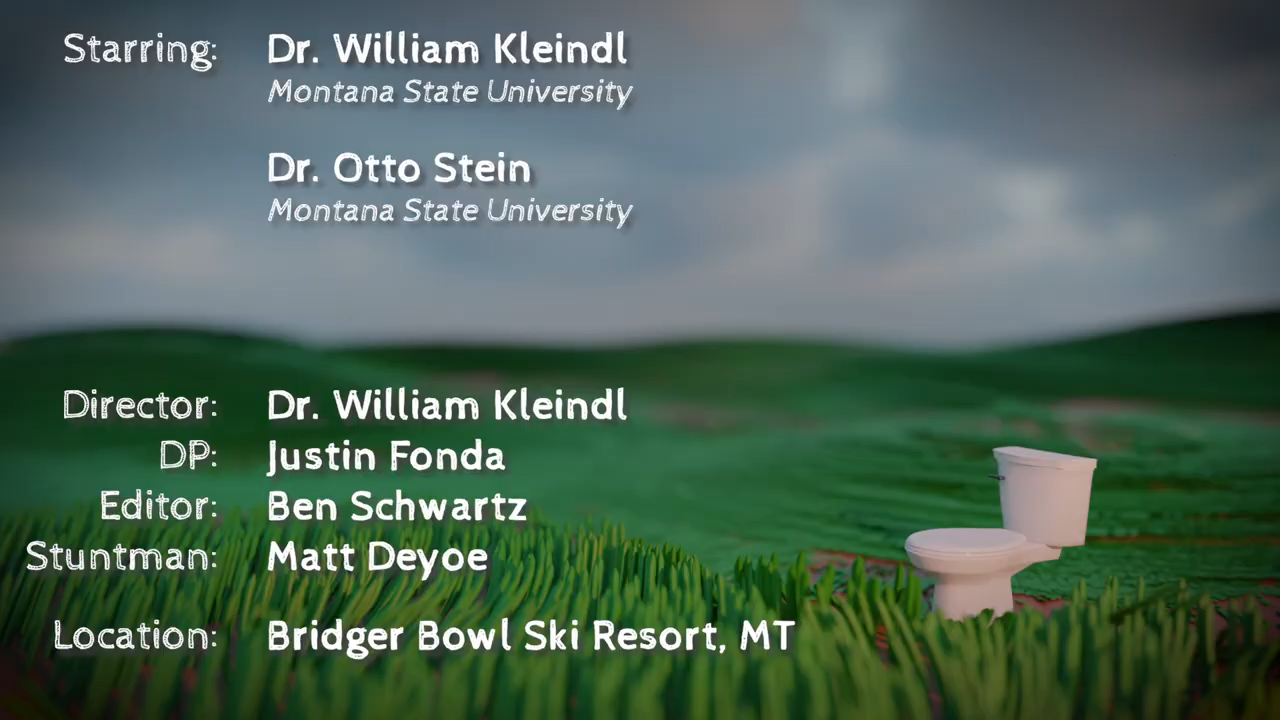 Starring: Dr. William Kleindl
Montana State University
Dr. Otto Stein
Montana State University
Director: Dr. William Kleindl
DP: Justin Fonda
Editor: Ben Schwartz
Stuntman: Matt Deyoe
Location: Bridger Bowl Ski Resort, MT